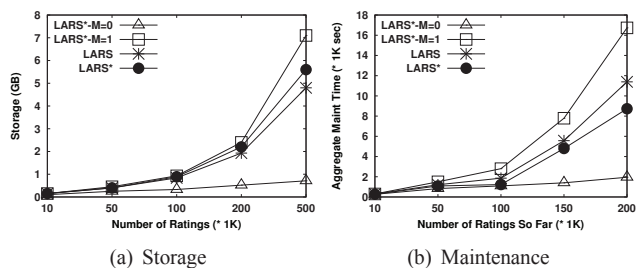 LARS*-M=0
LARS*-M=1
LARS
LARS*
Storage (GB)
8
7
6
5
4
3
2
1
0
10 50 100 200 500
Number of Ratings (* 1K)
(a) Storage
LARS*-M=0
LARS*-M=1
LARS
LARS*
Aggregate Maint Time (* 1K sec)
18
16
14
12
10
8
6
4
2
0
10 50 100 150 200
Number of Ratings So Far (* 1K)
(b) Maintenance